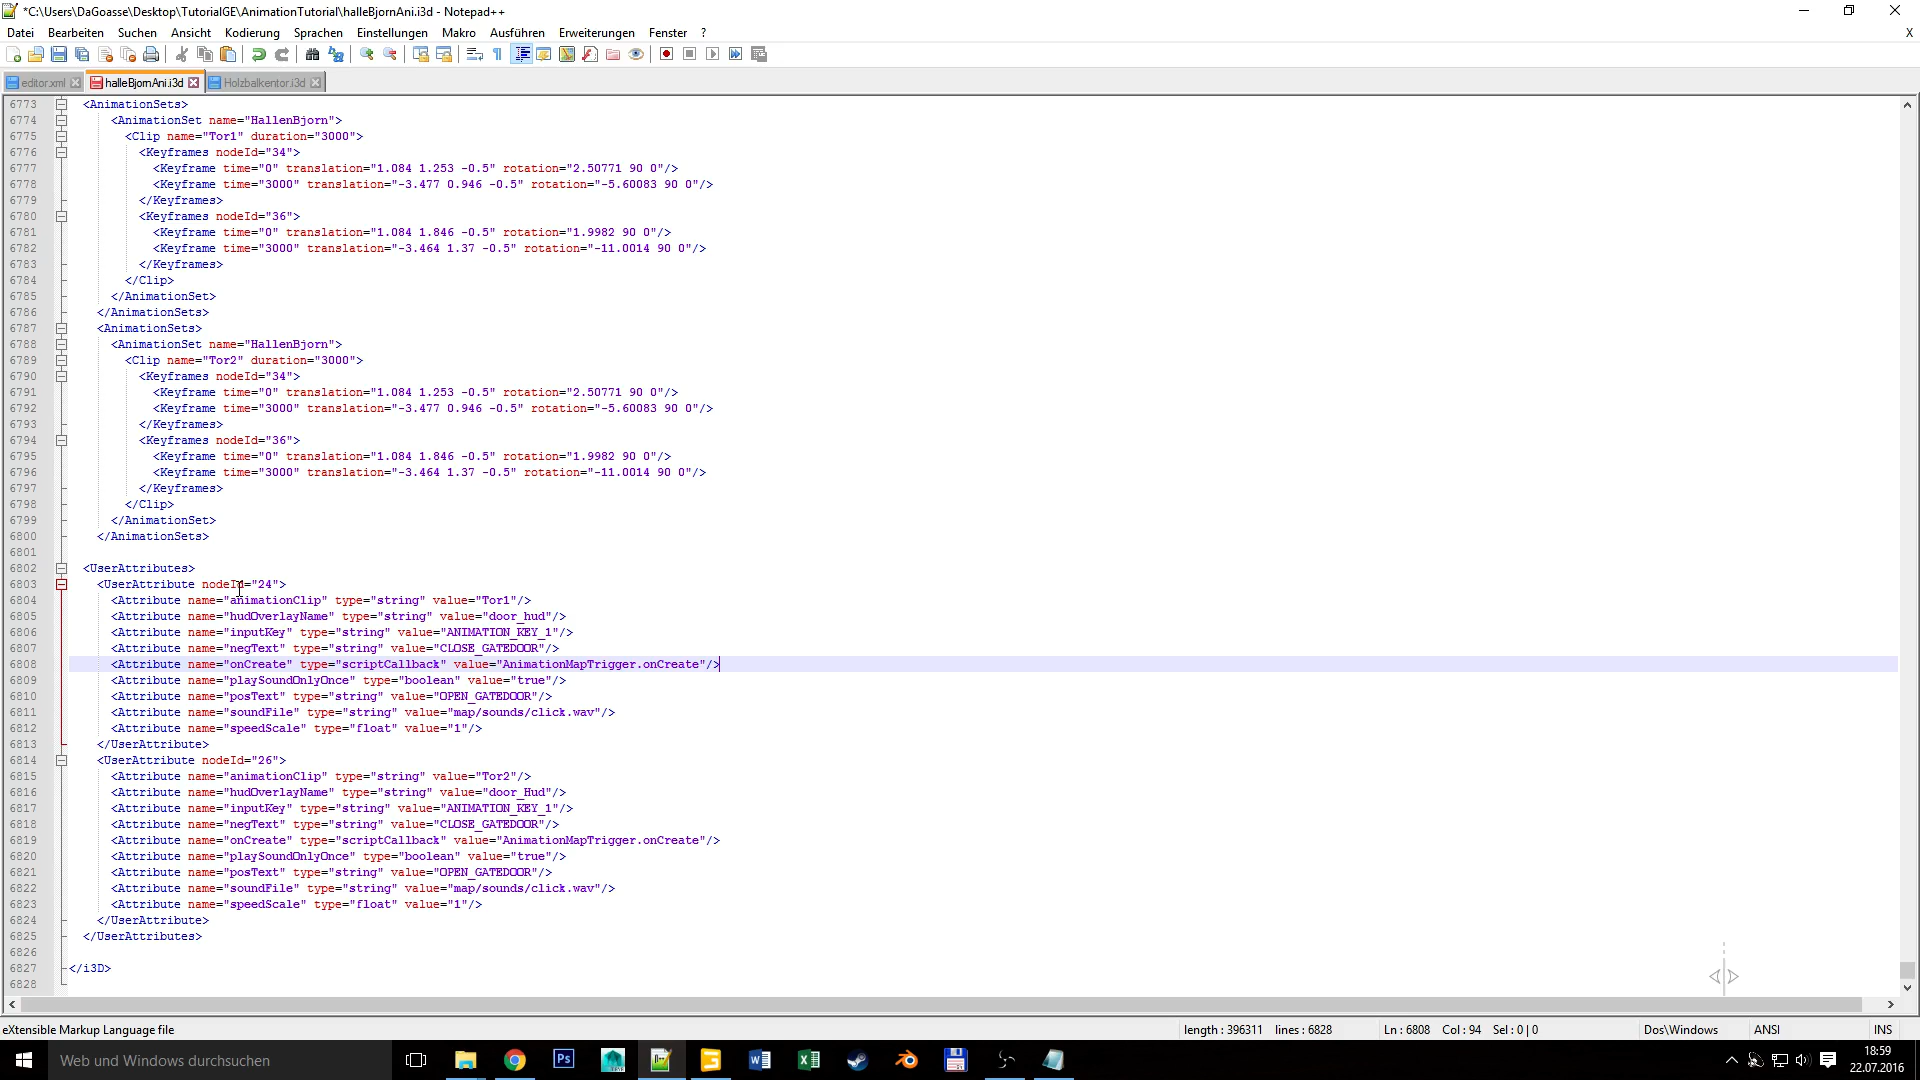 *C:\Users\DaGoasse\Desktop\TutorialGE\AnimationTutorial\halleBjornAni.i3d - Notepad++
Datei Bearbeiten Suchen Ansicht Kodierung Sprachen Einstellungen Makro Ausführen Erweiterungen Fenster ? X
editor.xml halleBjornAni.i3d Holzbalkentor.i3d
6773 <AnimationSets>
6774 <AnimationSet name="HallenBjorn">
6775 <Clip name="Tor1" duration="3000">
6776 <Keyframes nodeId="34">
6777 <Keyframe time="0" translation="1.084 1.253 -0.5" rotation="2.50771 90 0"/>
6778 <Keyframe time="3000" translation="-3.477 0.946 -0.5" rotation="-5.60083 90 0"/>
6779 </Keyframes>
6780 <Keyframes nodeId="36">
6781 <Keyframe time="0" translation="1.084 1.846 -0.5" rotation="1.9982 90 0"/>
6782 <Keyframe time="3000" translation="-3.464 1.37 -0.5" rotation="-11.0014 90 0"/>
6783 </Keyframes>
6784 </Clip>
6785 </AnimationSet>
6786 </AnimationSets>
6787 <AnimationSets>
6788 <AnimationSet name="HallenBjorn">
6789 <Clip name="Tor2" duration="3000">
6790 <Keyframes nodeId="34">
6791 <Keyframe time="0" translation="1.084 1.253 -0.5" rotation="2.50771 90 0"/>
6792 <Keyframe time="3000" translation="-3.477 0.946 -0.5" rotation="-5.60083 90 0"/>
6793 </Keyframes>
6794 <Keyframes nodeId="36">
6795 <Keyframe time="0" translation="1.084 1.846 -0.5" rotation="1.9982 90 0"/>
6796 <Keyframe time="3000" translation="-3.464 1.37 -0.5" rotation="-11.0014 90 0"/>
6797 </Keyframes>
6798 </Clip>
6799 </AnimationSet>
6800 </AnimationSets>
6801
6802 <UserAttributes>
6803 <UserAttribute nodeId="24">
6804 <Attribute name="animationClip" type="string" value="Tor1"/>
6805 <Attribute name="hudOverlayName" type="string" value="door_hud"/>
6806 <Attribute name="inputKey" type="string" value="ANIMATION_KEY_1"/>
6807 <Attribute name="negText" type="string" value="CLOSE_GATEDOOR"/>
6808 <Attribute name="onCreate" type="scriptCallback" value="AnimationMapTrigger.onCreate"/>
6809 <Attribute name="playSoundOnlyOnce" type="boolean" value="true"/>
6810 <Attribute name="posText" type="string" value="OPEN_GATEDOOR"/>
6811 <Attribute name="soundFile" type="string" value="map/sounds/click.wav"/>
6812 <Attribute name="speedScale" type="float" value="1"/>
6813 </UserAttribute>
6814 <UserAttribute nodeId="26">
6815 <Attribute name="animationClip" type="string" value="Tor2"/>
6816 <Attribute name="hudOverlayName" type="string" value="door_Hud"/>
6817 <Attribute name="inputKey" type="string" value="ANIMATION_KEY_1"/>
6818 <Attribute name="negText" type="string" value="CLOSE_GATEDOOR"/>
6819 <Attribute name="onCreate" type="scriptCallback" value="AnimationMapTrigger.onCreate"/>
6820 <Attribute name="playSoundOnlyOnce" type="boolean" value="true"/>
6821 <Attribute name="posText" type="string" value="OPEN_GATEDOOR"/>
6822 <Attribute name="soundFile" type="string" value="map/sounds/click.wav"/>
6823 <Attribute name="speedScale" type="float" value="1"/>
6824 </UserAttribute>
6825 </UserAttributes>
6826
6827 </i3D>
6828
eXtensible Markup Language file length : 396311 lines : 6828 Ln : 6808 Col : 94 Sel : 0 | 0 Dos\Windows ANSI INS
Web und Windows durchsuchen
18:59
22.07.2016